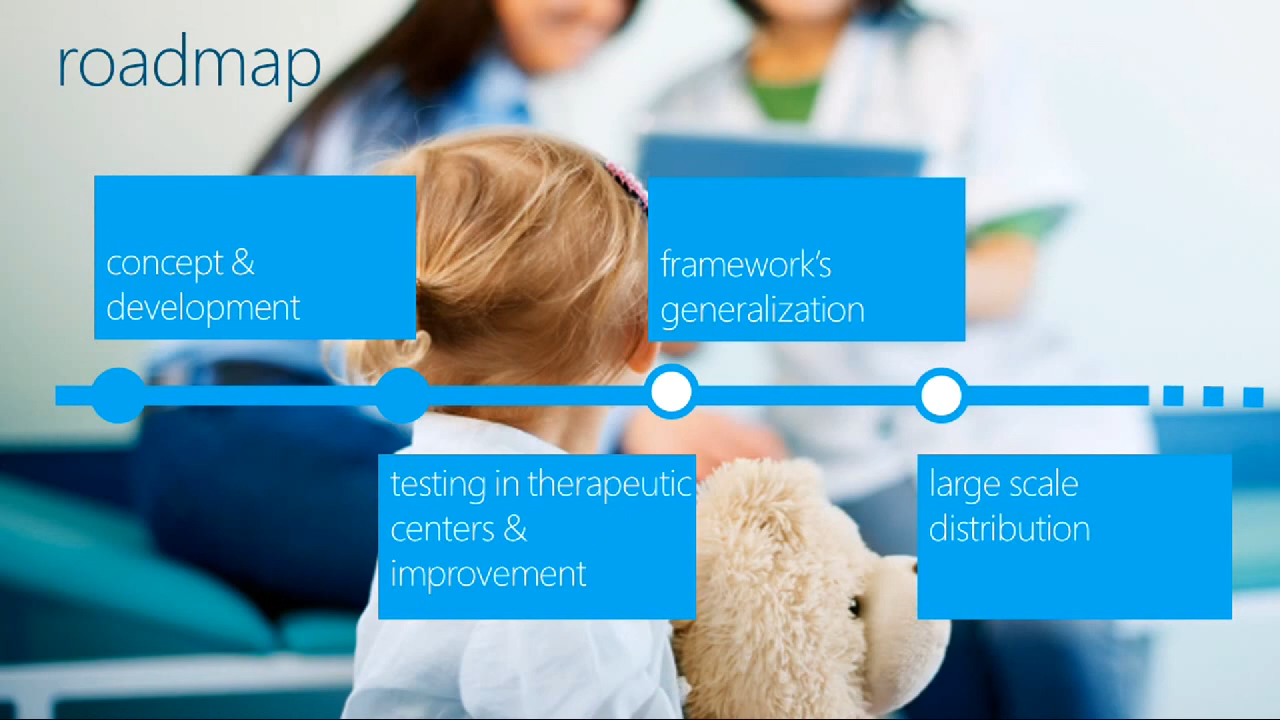 roadmap
concept &
development
framework's
generalization
testing in therapeutic
centers &
improvement
large scale
distribution